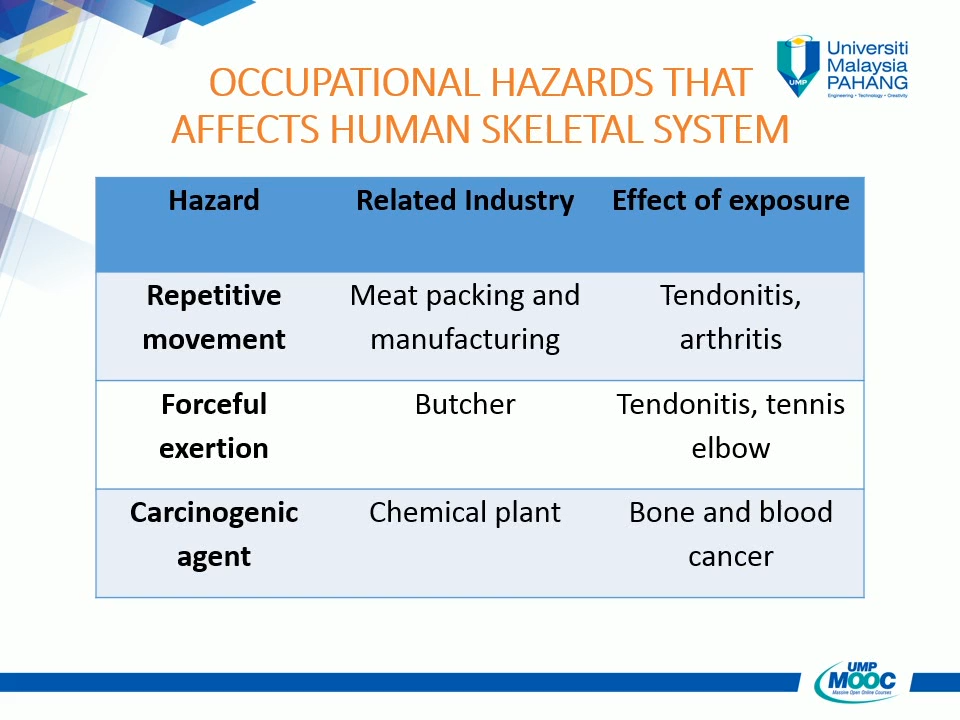 OCCUPATIONAL HAZARDS THAT
AFFECTS HUMAN SKELETAL SYSTEM
UMP
Universiti
Malaysia
PAHANG
Engineering • Technology • Creativity
Hazard Related Industry Effect of exposure
Repetitive Meat packing and Tendonitis,
movement manufacturing arthritis
Forceful Butcher Tendonitis, tennis
exertion elbow
Carcinogenic Chemical plant Bone and blood
agent cancer
UMP
MOOC
Massive Open Online Courses